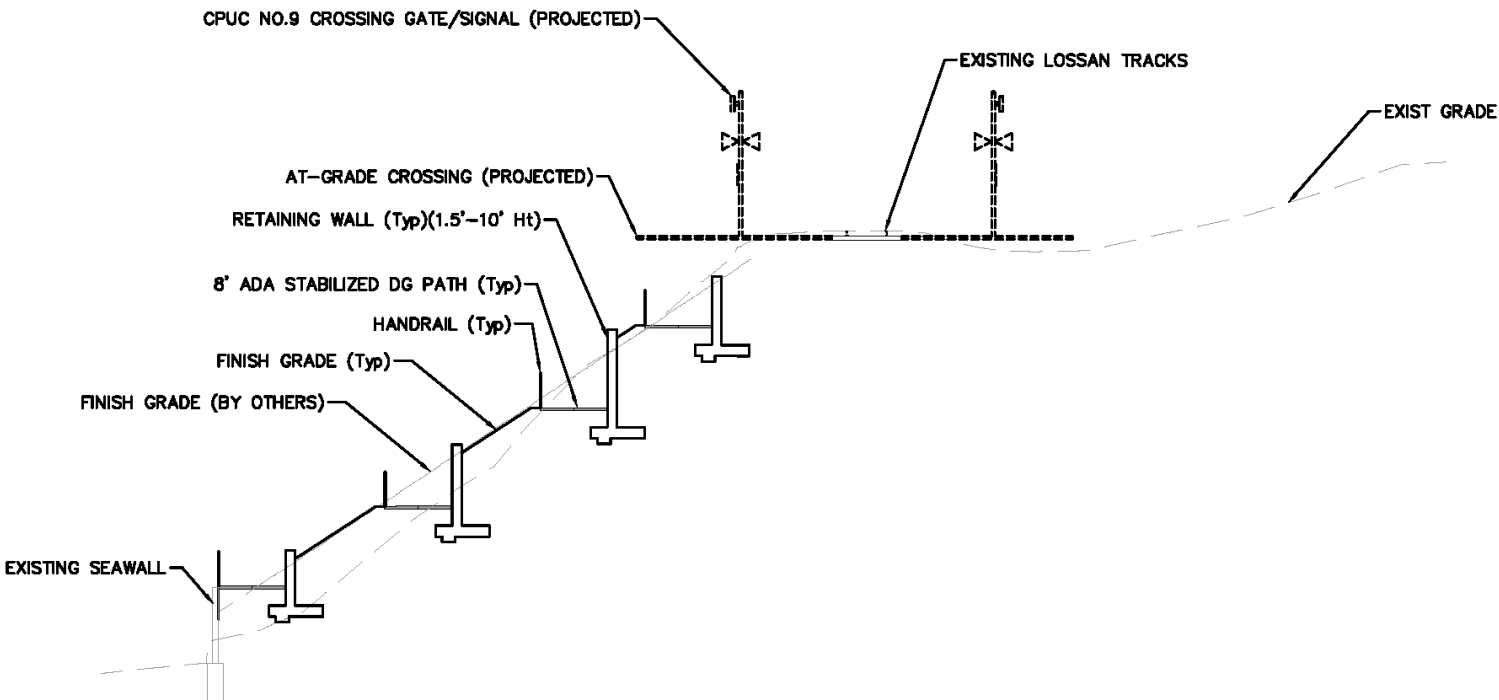 CPUC NO.9 CROSSING GATE/SIGNAL (PROJECTED)
EXISTING LOSSAN TRACKS
EXIST GRADE
AT-GRADE CROSSING (PROJECTED)
RETAINING WALL (Typ)(1.5'-10' Ht)
8' ADA STABILIZED DG PATH (Typ)
HANDRAIL (Typ)
FINISH GRADE (Typ)
FINISH GRADE (BY OTHERS)
EXISTING SEAWALL